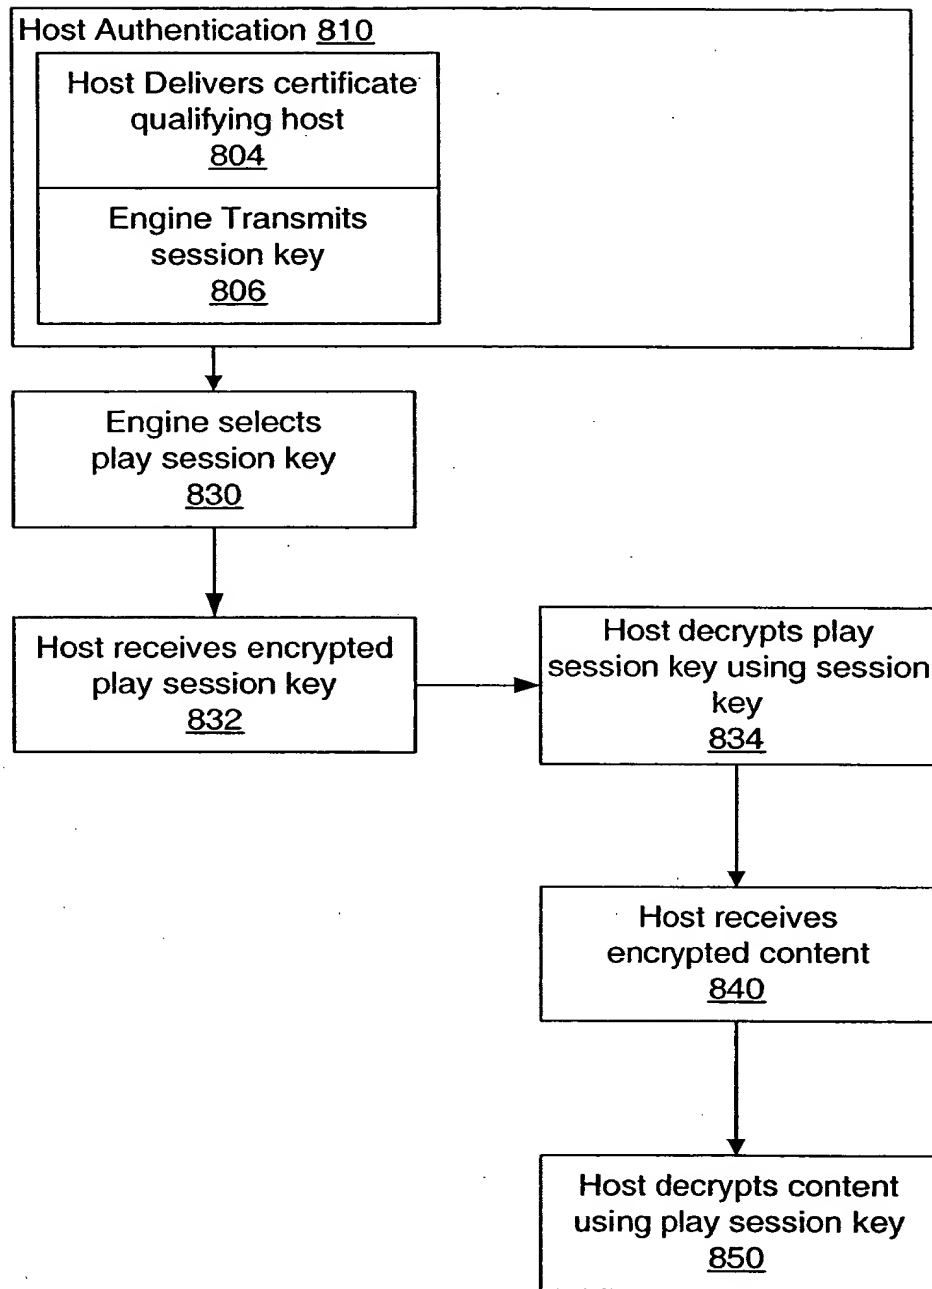 Host Authentication 810
Host Delivers certificate
qualifying host
804
Engine Transmits
session key
806
Engine selects
play session key
830
Host receives encrypted
play session key
832
Host decrypts play
session key using session
key
834
Host receives
encrypted content
840
Host decrypts content
using play session key
850